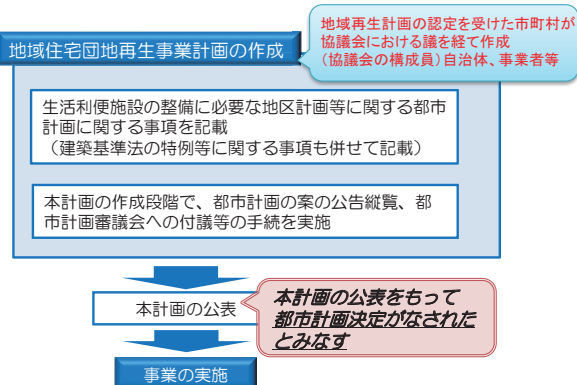 地域住宅団地再生事業計画の作成
地域再生計画の認定を受けた市町村が
協議会における議を経て作成
(協議会の構成員)自治体、事業者等
生活利便施設の整備に必要な地区計画等に関する都市
計画に関する事項を記載
(建築基準法の特例等に関する事項も併せて記載)
本計画の作成段階で、都市計画の案の公告縦覧、都
市計画審議会への付議等の手続を実施
本計画の公表
本計画の公表をもって
都市計画決定がなされた
とみなす
事業の実施